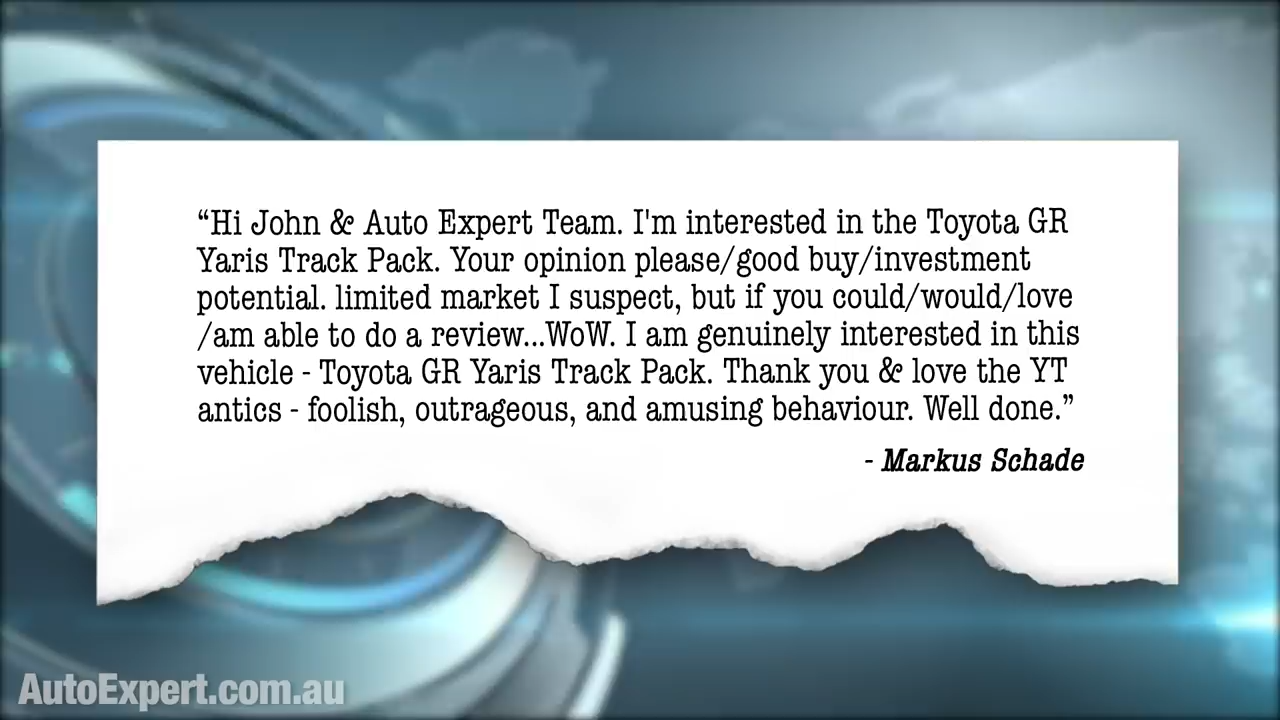 “Hi John & Auto Expert Team. I'm interested in the Toyota GR
Yaris Track Pack. Your opinion please/good buy/investment
potential. limited market I suspect, but if you could/would/love
/am able to do a review...WoW. I am genuinely interested in this
vehicle - Toyota GR Yaris Track Pack. Thank you & love the YT
antics - foolish, outrageous, and amusing behaviour. Well done.”
- Markus Schade
AutoExpert.com.au